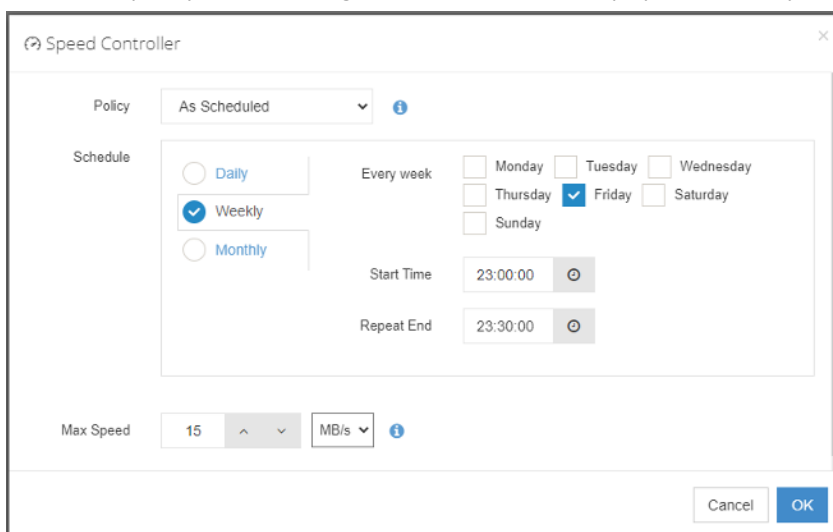 Speed Controller
Policy As Scheduled
Schedule
Daily
Weekly
Monthly
Every week Monday Tuesday Wednesday
Thursday Friday Saturday
Sunday
Start Time 23:00:00
Repeat End 23:30:00
Max Speed 15 MB/s
Cancel OK